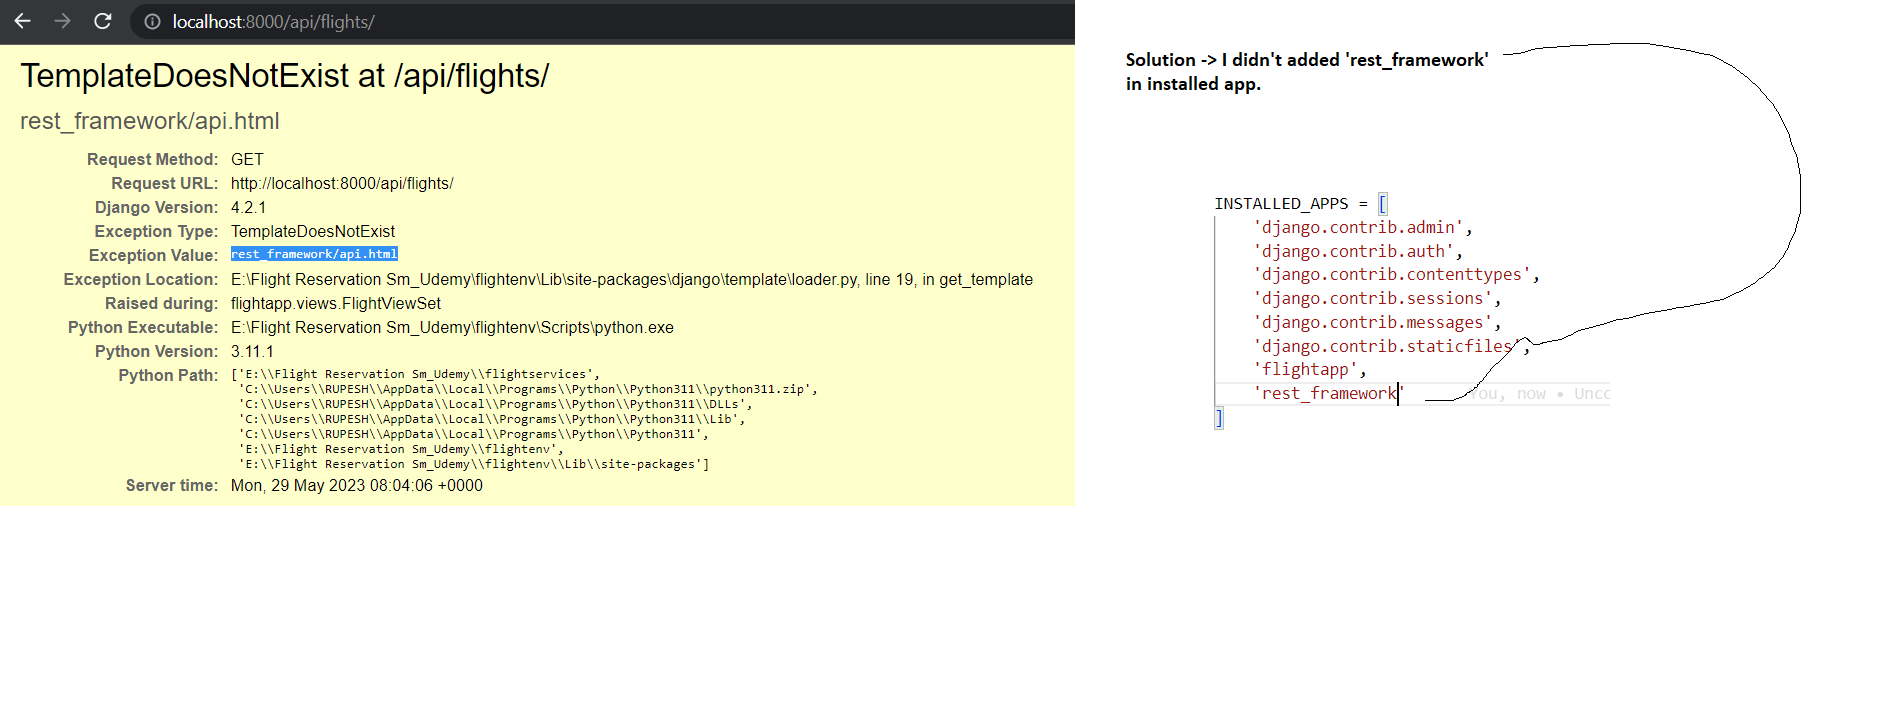 localhost:8000/api/flights/
TemplateDoesNotExist at /api/flights/
rest_framework/api.html
Request Method: GET
Request URL: http://localhost:8000/api/flights/
Django Version: 4.2.1
Exception Type: TemplateDoesNotExist
Exception Value: rest_framework/api.html
Exception Location: E:\Flight Reservation Sm_Udemy\flightenv\Lib\site-packages\django\template\loader.py, line 19, in get_template
Raised during: flightapp.views.FlightViewSet
Python Executable: E:\Flight Reservation Sm_Udemy\flightenv\Scripts\python.exe
Python Version: 3.11.1
Python Path: ['E:\\Flight Reservation Sm_Udemy\\flightservices',
'C:\\Users\\RUPESH\\AppData\\Local\\Programs\\Python\\Python311\\python311.zip',
'C:\\Users\\RUPESH\\AppData\\Local\\Programs\\Python\\Python311\\DLLs',
'C:\\Users\\RUPESH\\AppData\\Local\\Programs\\Python\\Python311\\Lib',
'C:\\Users\\RUPESH\\AppData\\Local\\Programs\\Python\\Python311',
'E:\\Flight Reservation Sm_Udemy\\flightenv',
'E:\\Flight Reservation Sm_Udemy\\flightenv\\Lib\\site-packages']
Server time: Mon, 29 May 2023 08:04:06 +0000
Solution -> I didn't added 'rest_framework'
in installed app.
INSTALLED_APPS = [
'django.contrib.admin',
'django.contrib.auth',
'django.contrib.contenttypes',
'django.contrib.sessions',
'django.contrib.messages',
'django.contrib.staticfiles',
'flightapp',
'rest_framework' You, now • Uncc
]